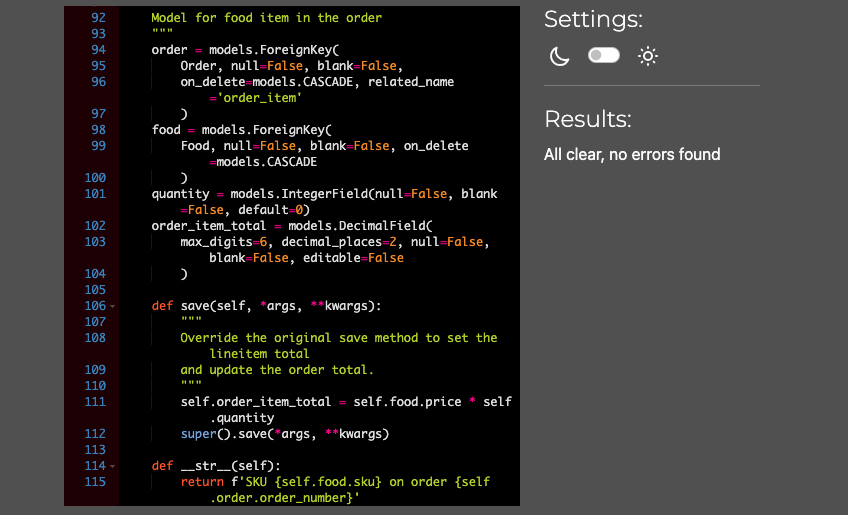 92 Model for food item in the order
93 """
94 order = models.ForeignKey(
95 Order, null=False, blank=False,
96 on_delete=models.CASCADE, related_name
='order_item'
97 )
98 food = models.ForeignKey(
99 Food, null=False, blank=False, on_delete
=models.CASCADE
100 )
101 quantity = models.IntegerField(null=False, blank
=False, default=0)
102 order_item_total = models.DecimalField(
103 max_digits=6, decimal_places=2, null=False,
blank=False, editable=False
104 )
105
106 def save(self, *args, **kwargs):
107 """
108 Override the original save method to set the
lineitem total
109 and update the order total.
110 """
111 self.order_item_total = self.food.price * self
.quantity
112 super().save(*args, **kwargs)
113
114 def __str__(self):
115 return f'SKU {self.food.sku} on order {self
.order.order_number}'
Settings:
Results:
All clear, no errors found